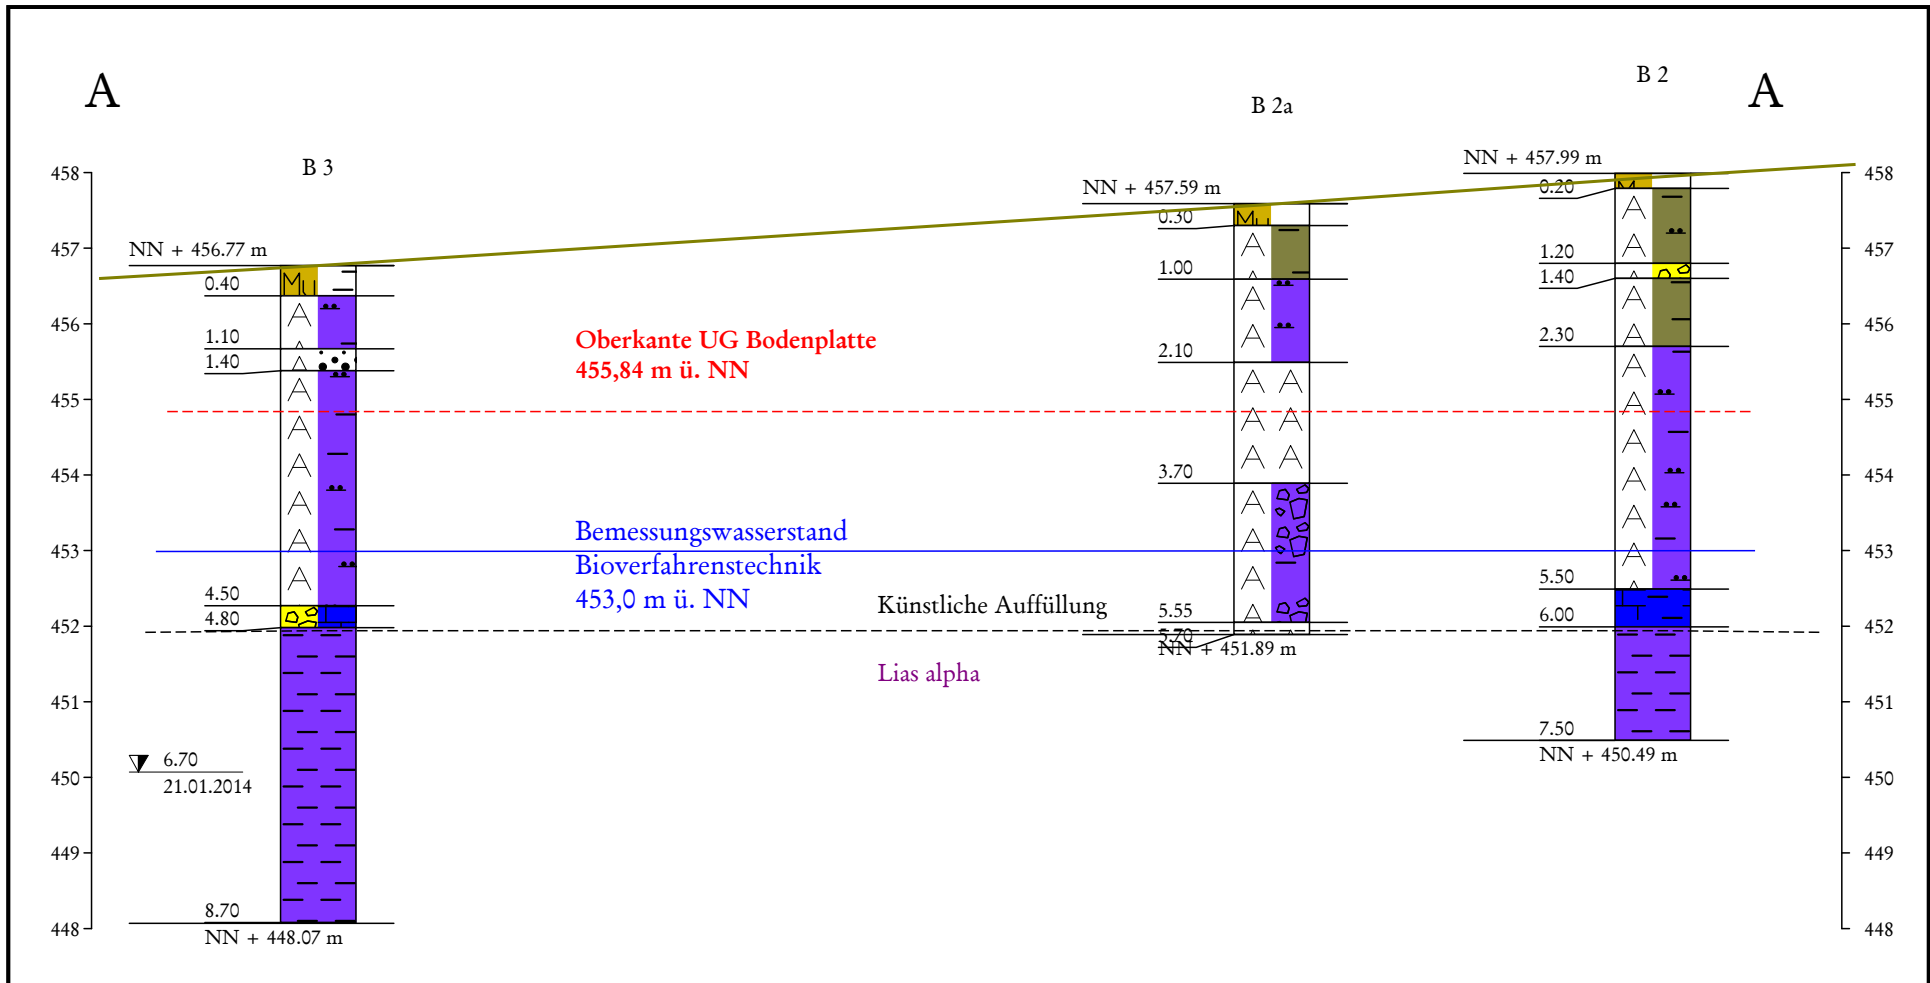 A
A
B 2
B 2a
B 3
NN + 457.99 m
NN + 457.59 m
NN + 456.77 m
458
457
456
455
454
453
452
451
450
449
448
Mu
0.40
1.10
1.40
4.50
4.80
6.70
21.01.2014
8.70
NN + 448.07 m
Oberkante UG Bodenplatte
455,84 m ü. NN
Bemessungswasserstand
Bioverfahrenstechnik
453,0 m ü. NN
Künstliche Auffüllung
Lias alpha
Mu
0.30
1.00
2.10
3.70
5.55
5.70
NN + 451.89 m
0.20
1.20
1.40
2.30
5.50
6.00
7.50
NN + 450.49 m
458
457
456
455
454
453
452
451
450
449
448